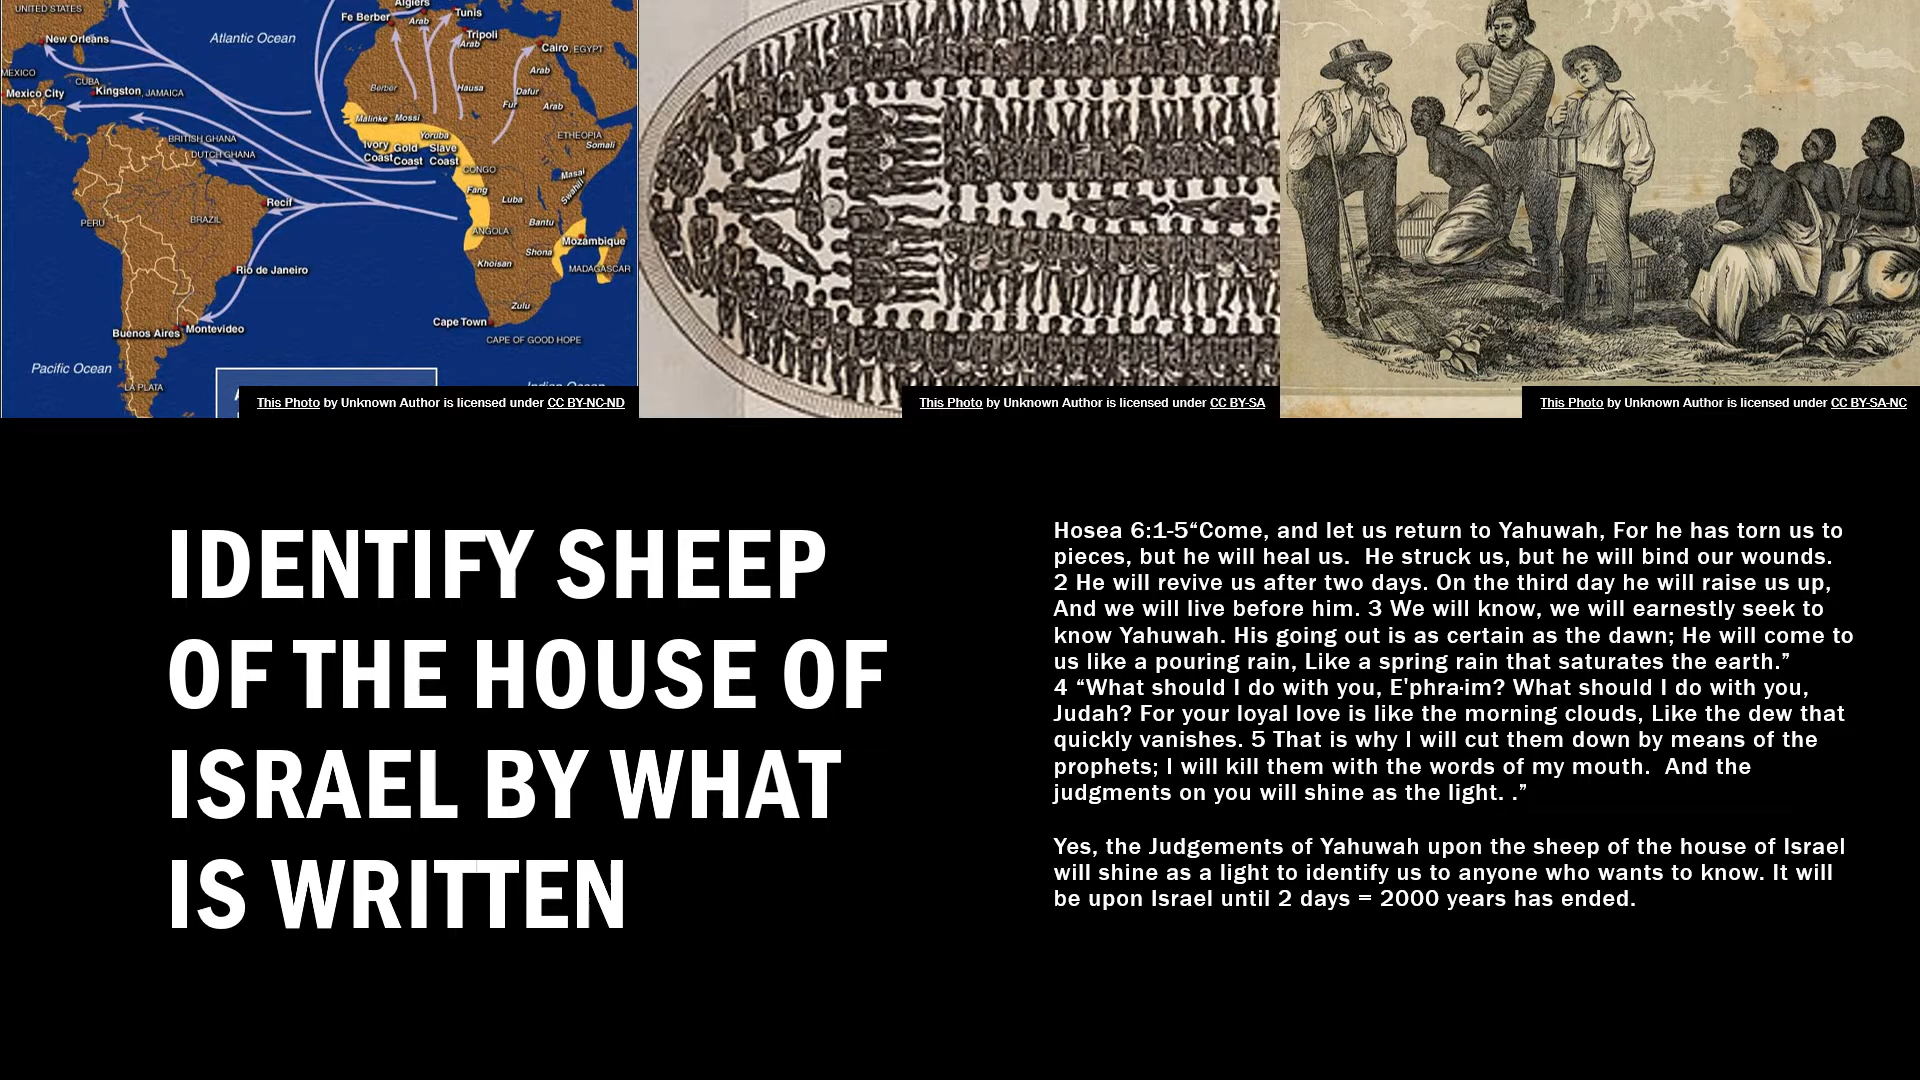 UNITED STATES
New Orleans
Atlantic Ocean
MEXICO
Mexico City
CUBA
Kingston, JAMAICA
BRITISH GHANA
DUTCH GHANA
PERU
BRAZIL
Recif
Rio de Janeiro
Buenos Aires
Montevideo
Pacific Ocean
LA PLATA
Algiers
Fe Berber
Arab
Tunis
Tripoli
Arab
Cairo, EGYPT
Arab
Berber
Hausa
Dafur
Fur
Arab
Malinke
Mossi
Yoruba
ETHEOPIA
Somali
Ivory Coast
Gold Coast
Slave Coast
CONGO
Masai
Swahili
Fang
Luba
Bantu
ANGOLA
Mozambique
Shona
Khoisan
MADAGASCAR
Zulu
Cape Town
CAPE OF GOOD HOPE
Indian Ocean
This Photo by Unknown Author is licensed under CC BY-NC-ND
This Photo by Unknown Author is licensed under CC BY-SA
This Photo by Unknown Author is licensed under CC BY-SA-NC
IDENTIFY SHEEP
OF THE HOUSE OF
ISRAEL BY WHAT
IS WRITTEN
Hosea 6:1-5“Come, and let us return to Yahuwah, For he has torn us to
pieces, but he will heal us.  He struck us, but he will bind our wounds.
2 He will revive us after two days. On the third day he will raise us up,
And we will live before him. 3 We will know, we will earnestly seek to
know Yahuwah. His going out is as certain as the dawn; He will come to
us like a pouring rain, Like a spring rain that saturates the earth.”
4 “What should I do with you, E'phra·im? What should I do with you,
Judah? For your loyal love is like the morning clouds, Like the dew that
quickly vanishes. 5 That is why I will cut them down by means of the
prophets; I will kill them with the words of my mouth.  And the
judgments on you will shine as the light. .”
Yes, the Judgements of Yahuwah upon the sheep of the house of Israel
will shine as a light to identify us to anyone who wants to know. It will
be upon Israel until 2 days = 2000 years has ended.